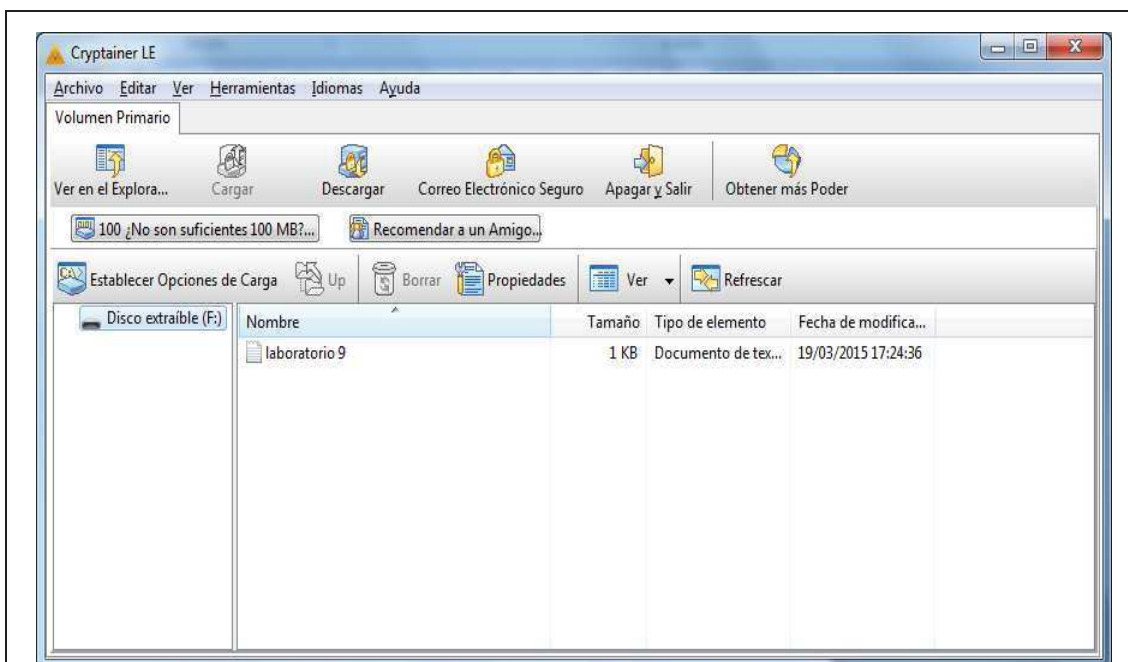 Cryptainer LE
Archivo Editar Ver Herramientas Idiomas Ayuda
Volumen Primario
Ver en el Explora... Cargar Descargar Correo Electrónico Seguro Apagar y Salir Obtener más Poder
100 ¿No son suficientes 100 MB?... Recomendar a un Amigo...
Establecer Opciones de Carga Up Borrar Propiedades Ver Refrescar
Disco extraíble (F:) Nombre Tamaño Tipo de elemento Fecha de modifica...
laboratorio 9 1 KB Documento de tex... 19/03/2015 17:24:36